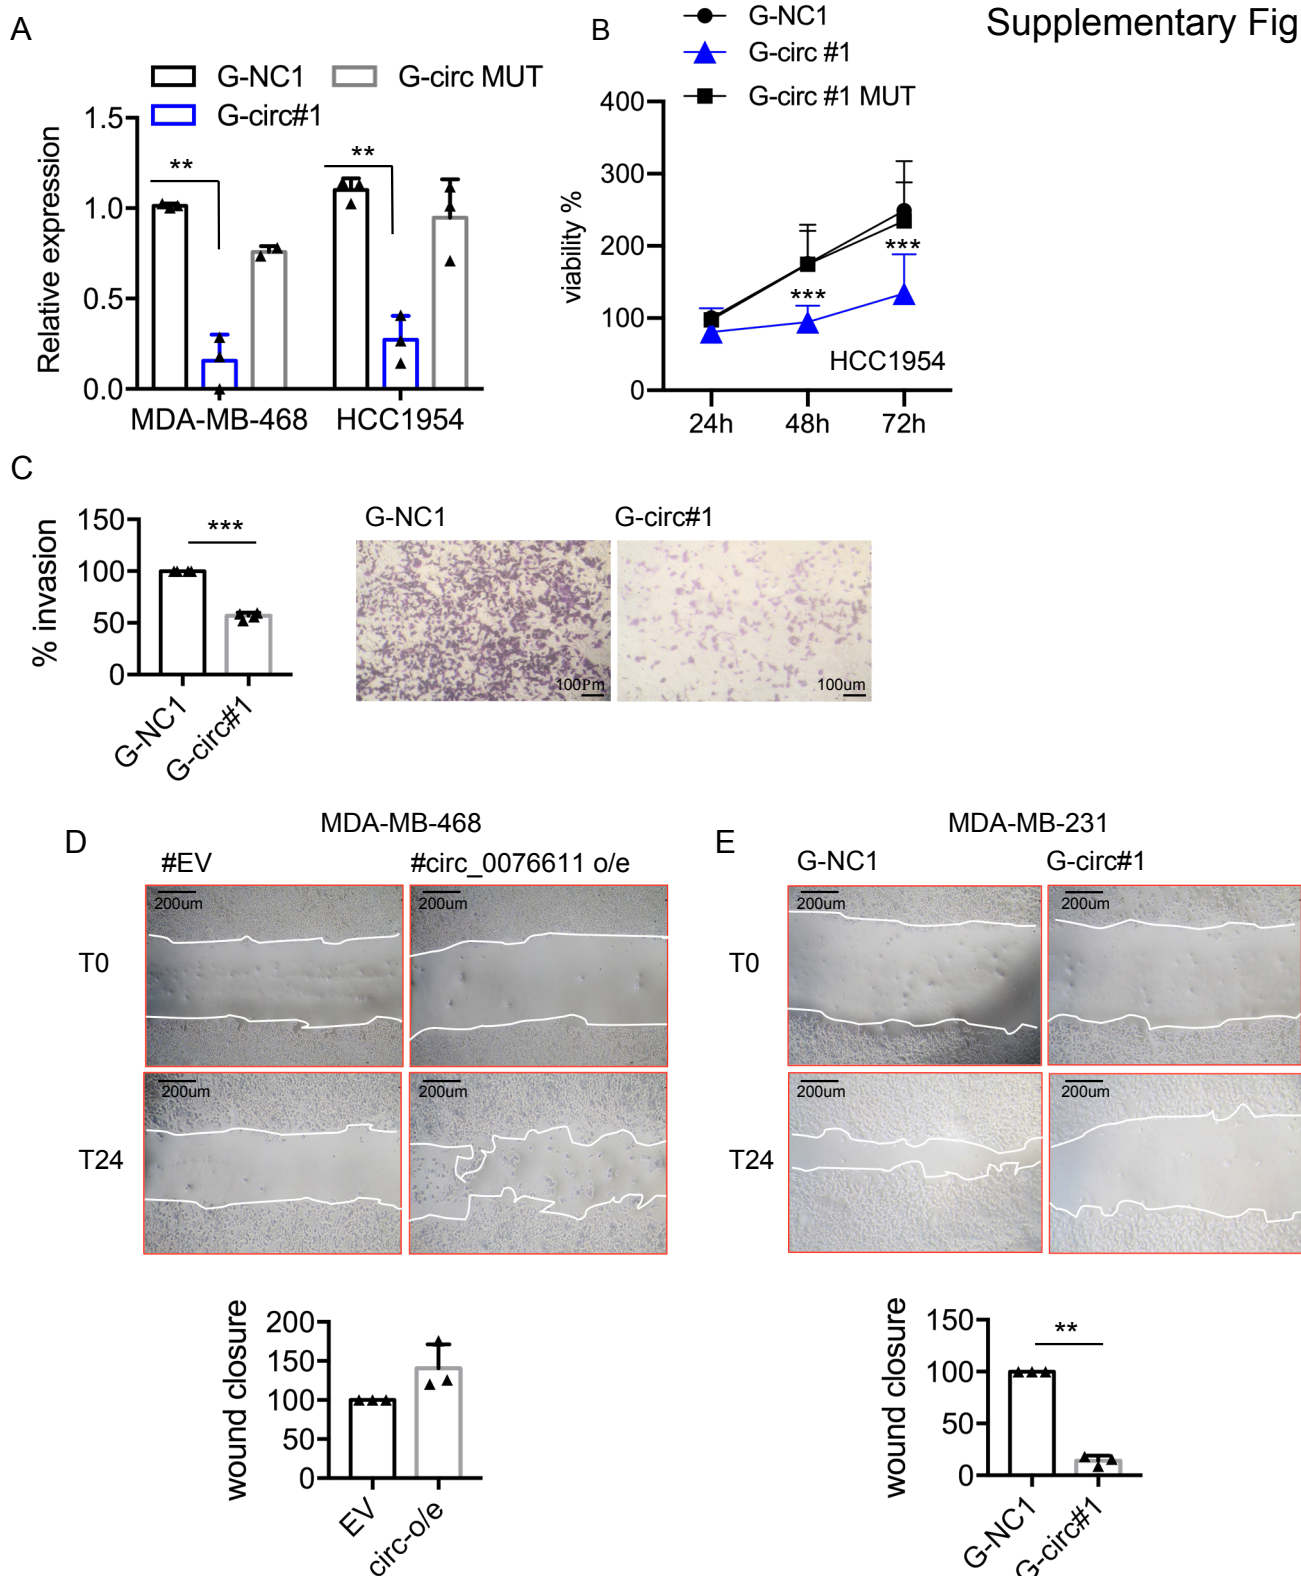 Supplementary Fig
A
G-NC1
G-circ MUT
G-circ#1
Relative expression
1.5
1.0
0.5
0.0
**
**
MDA-MB-468
HCC1954
B
G-NC1
G-circ #1
G-circ #1 MUT
viability %
400
300
200
100
0
***
***
HCC1954
24h
48h
72h
C
% invasion
150
100
50
0
***
G-NC1
G-circ#1
G-NC1
G-circ#1
100Pm
100um
D
MDA-MB-468
#EV
#circ_0076611 o/e
T0
200um
200um
T24
200um
200um
wound closure
200
150
100
50
0
EV
circ-o/e
E
MDA-MB-231
G-NC1
G-circ#1
T0
200um
200um
T24
200um
200um
wound closure
150
100
50
0
**
G-NC1
G-circ#1